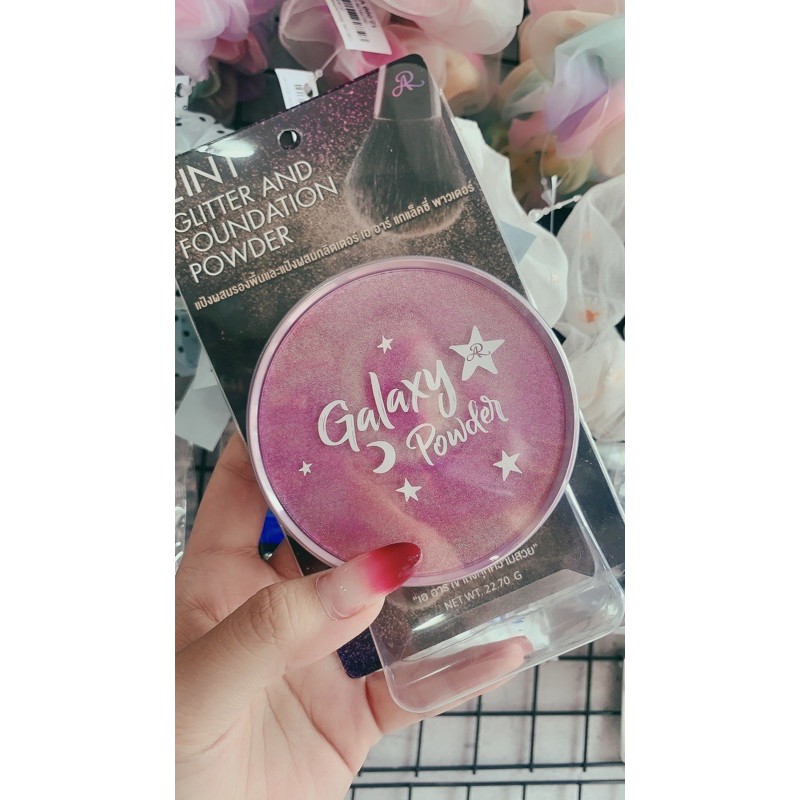 2IN1
GLITTER AND
FOUNDATION
POWDER
แป้งผสมรองพื้นและแป้งผสมกลิตเตอร์ เอ อาร์ แกแล็คซี่ พาวเดอร์
AR
AR
Galaxy
Powder
NET WT. 22.70 G